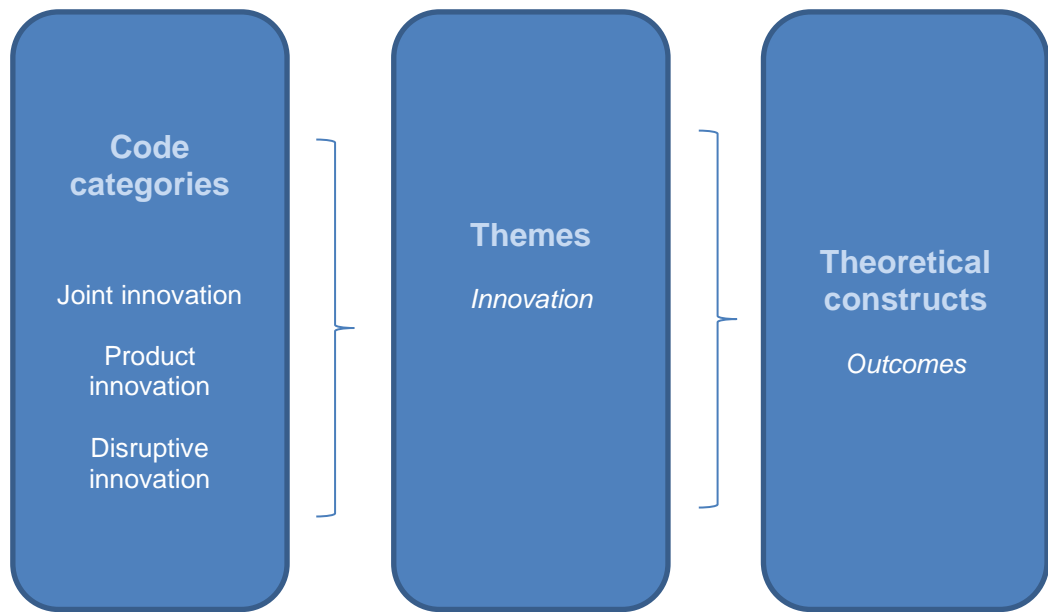 Code
categories
Joint innovation
Product
innovation
Disruptive
innovation
Themes
Innovation
Theoretical
constructs
Outcomes